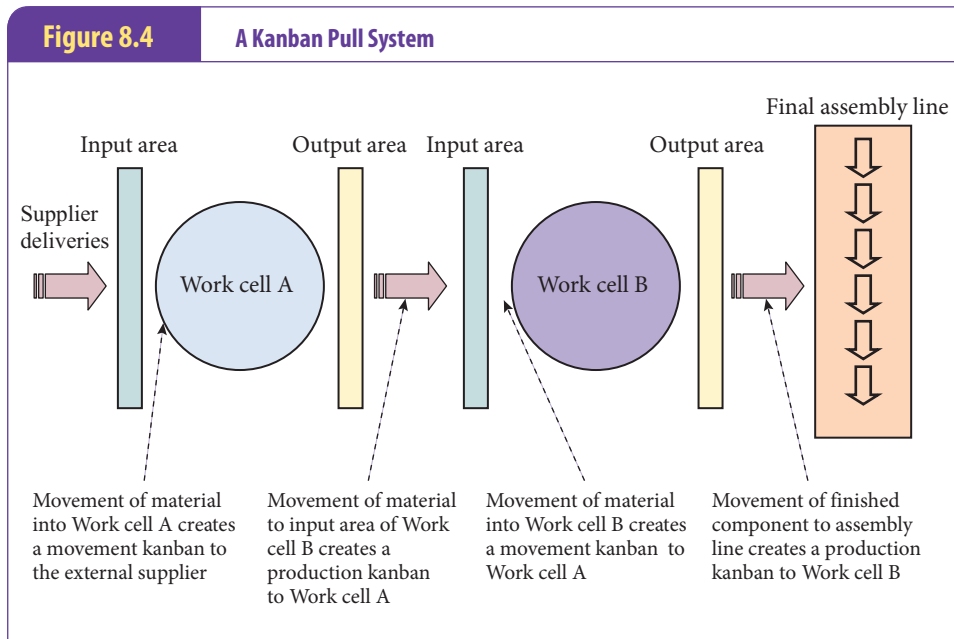 Figure 8.4
A Kanban Pull System
Final assembly line
Input area
Output area
Input area
Output area
Supplier
deliveries
Work cell A
Work cell B
Movement of material
into Work cell A creates
a movement kanban to
the external supplier
Movement of material
to input area of Work
cell B creates a
production kanban
to Work cell A
Movement of material
into Work cell B creates
a movement kanban to
Work cell A
Movement of finished
component to assembly
line creates a production
kanban to Work cell B